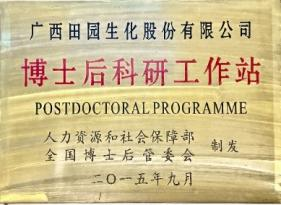 广西田园生化股份有限公司
博士后科研工作站
POSTDOCTORAL PROGRAMME
人力资源和社会保障部
全国博士后管委会
制发
二〇一五年九月